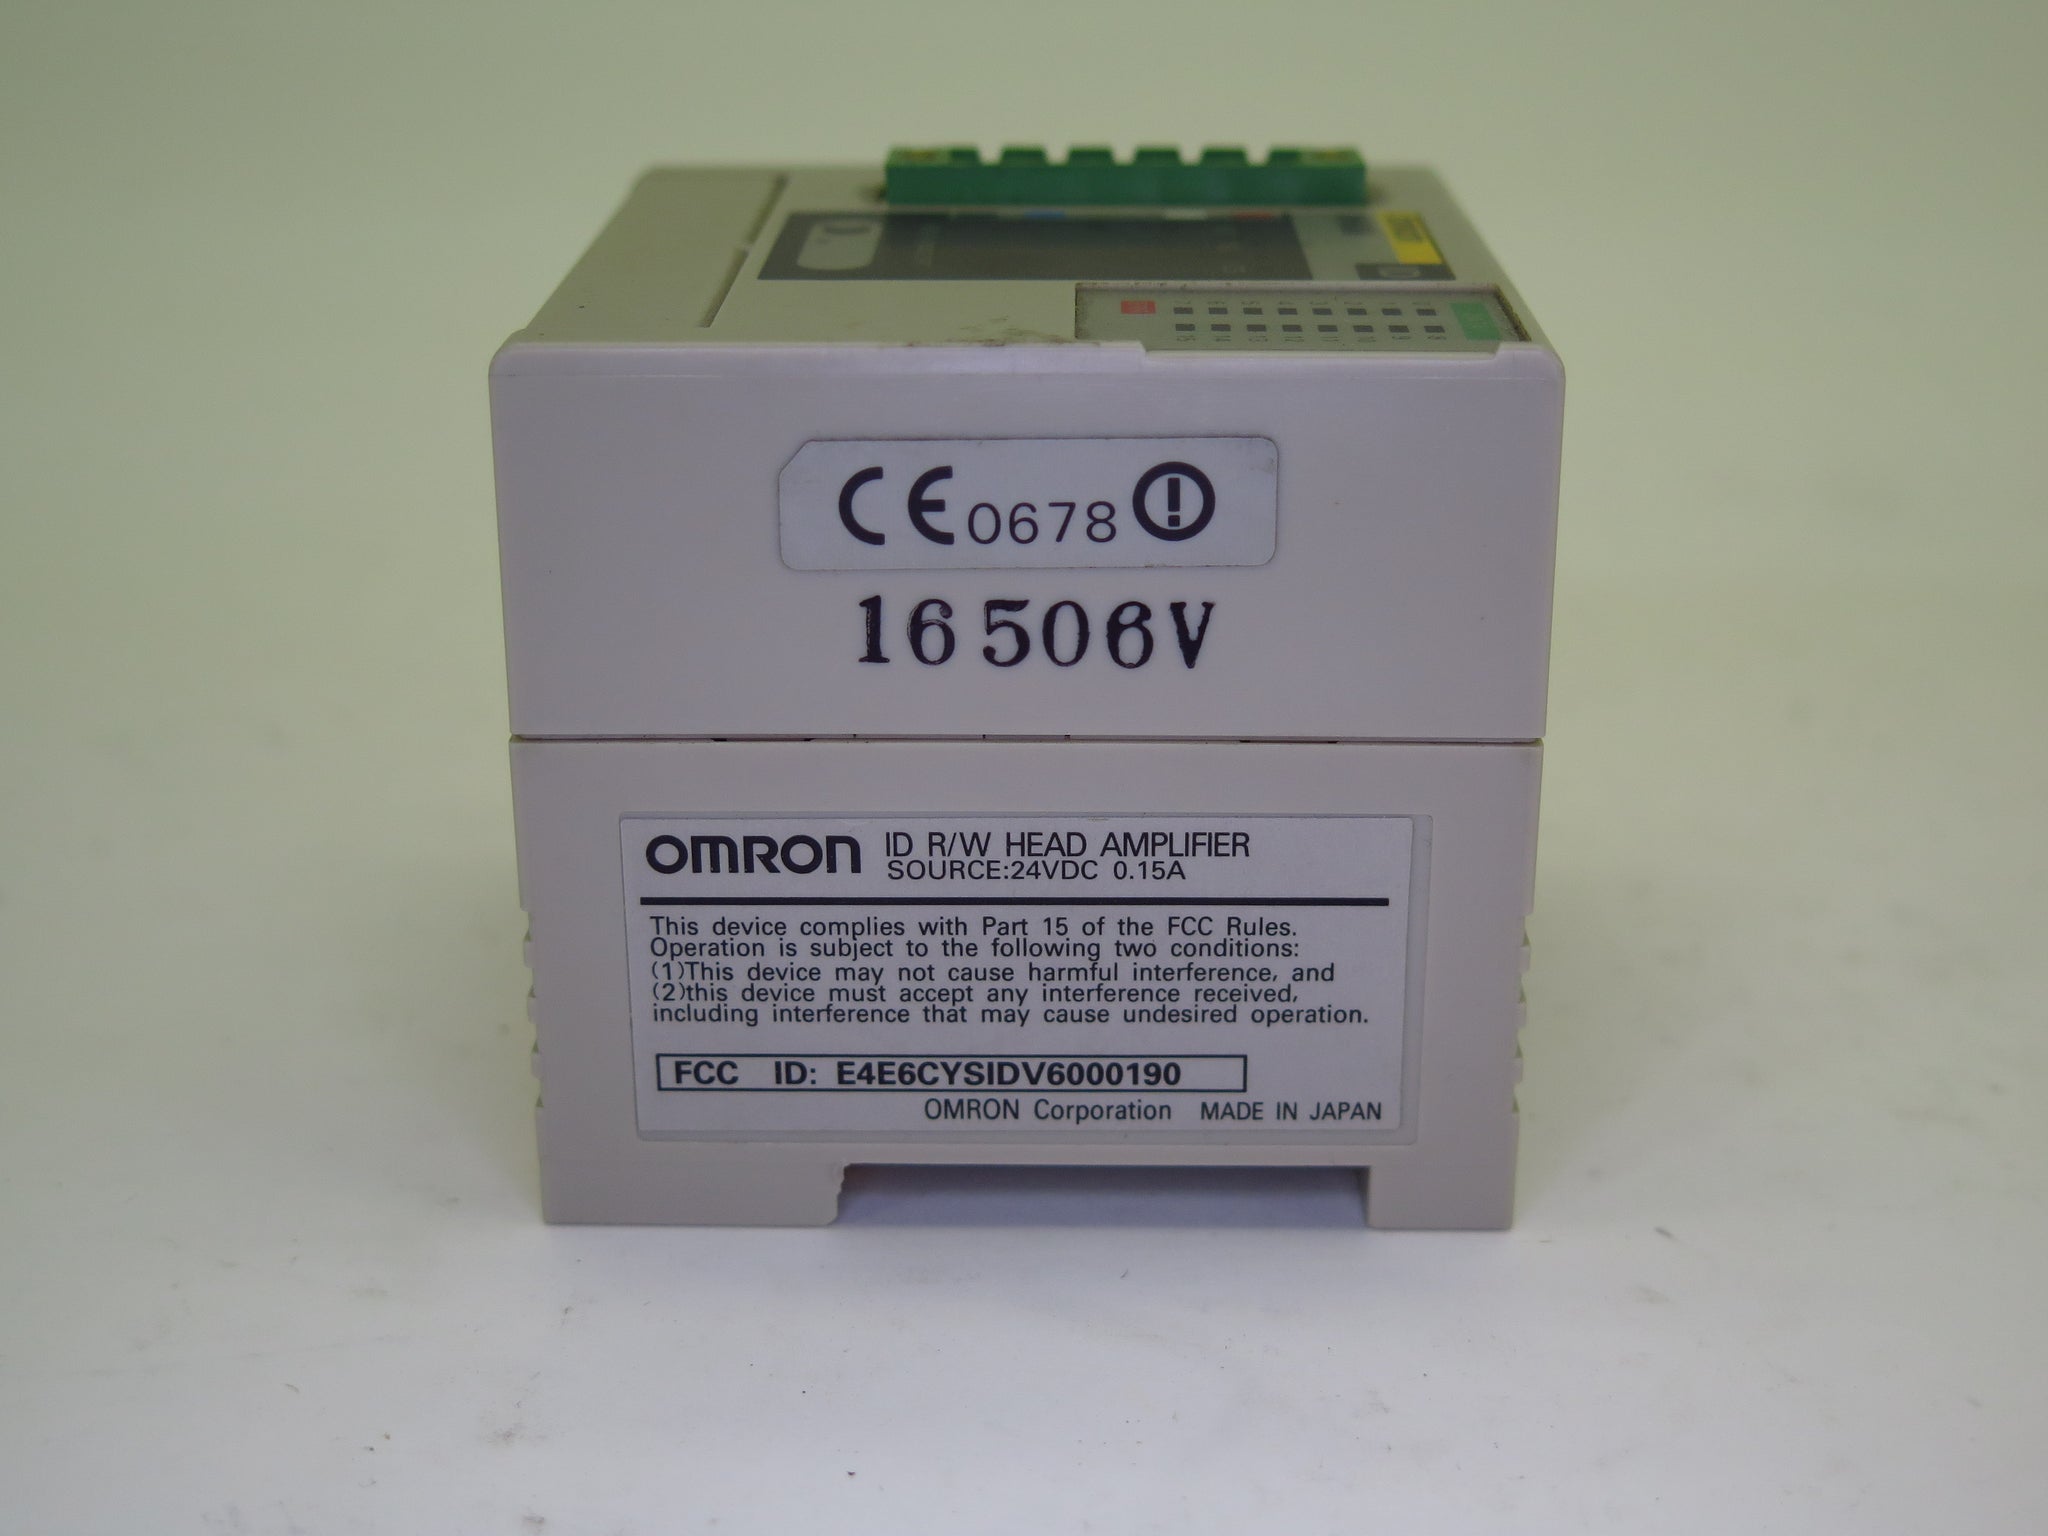 CE 0678
16506V
OMRON ID R/W HEAD AMPLIFIER
SOURCE:24VDC 0.15A
This device complies with Part 15 of the FCC Rules.
Operation is subject to the following two conditions:
(1)This device may not cause harmful interference, and
(2)this device must accept any interference received,
including interference that may cause undesired operation.
FCC ID: E4E6CYSIDV6000190
OMRON Corporation MADE IN JAPAN